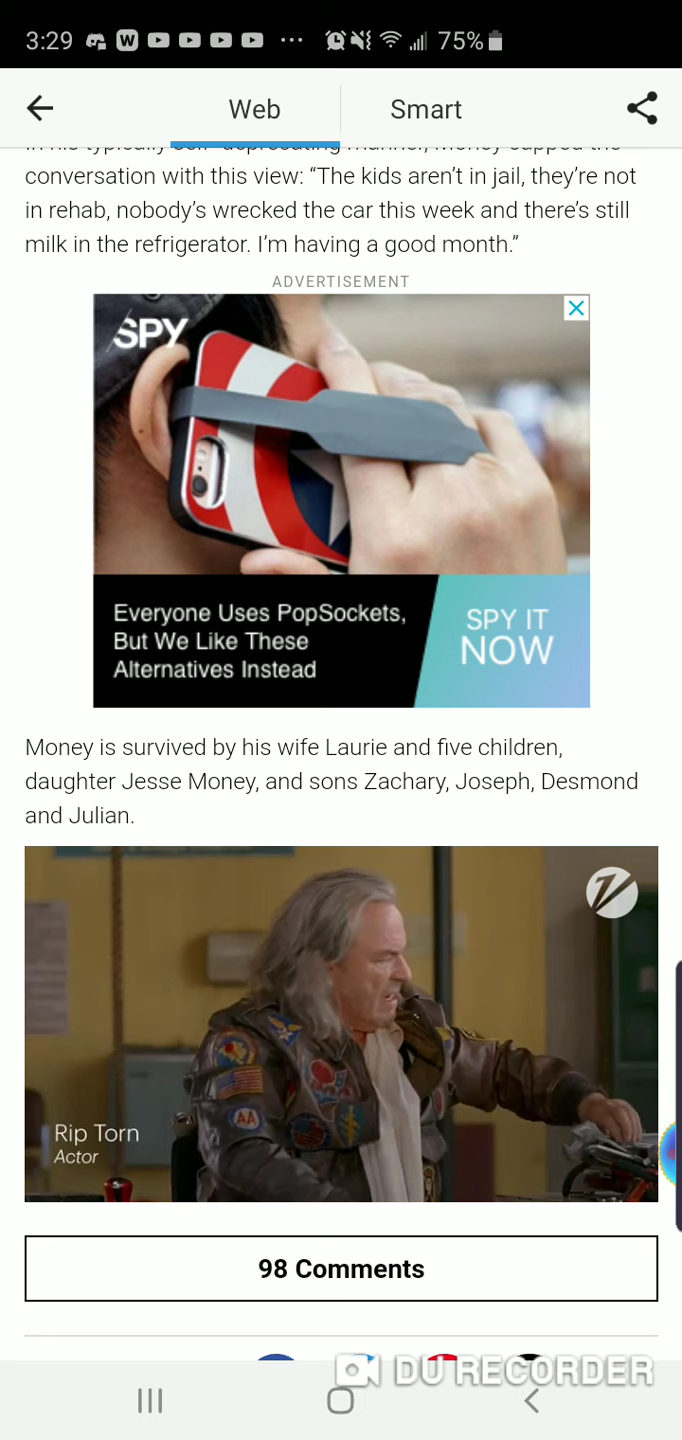 3:29
W
75%
Web
Smart
conversation with this view: “The kids aren’t in jail, they’re not
in rehab, nobody’s wrecked the car this week and there’s still
milk in the refrigerator. I’m having a good month.”
ADVERTISEMENT
SPY
Everyone Uses PopSockets,
But We Like These
Alternatives Instead
SPY IT
NOW
Money is survived by his wife Laurie and five children,
daughter Jesse Money, and sons Zachary, Joseph, Desmond
and Julian.
AA
Rip Torn
Actor
98 Comments
DU RECORDER